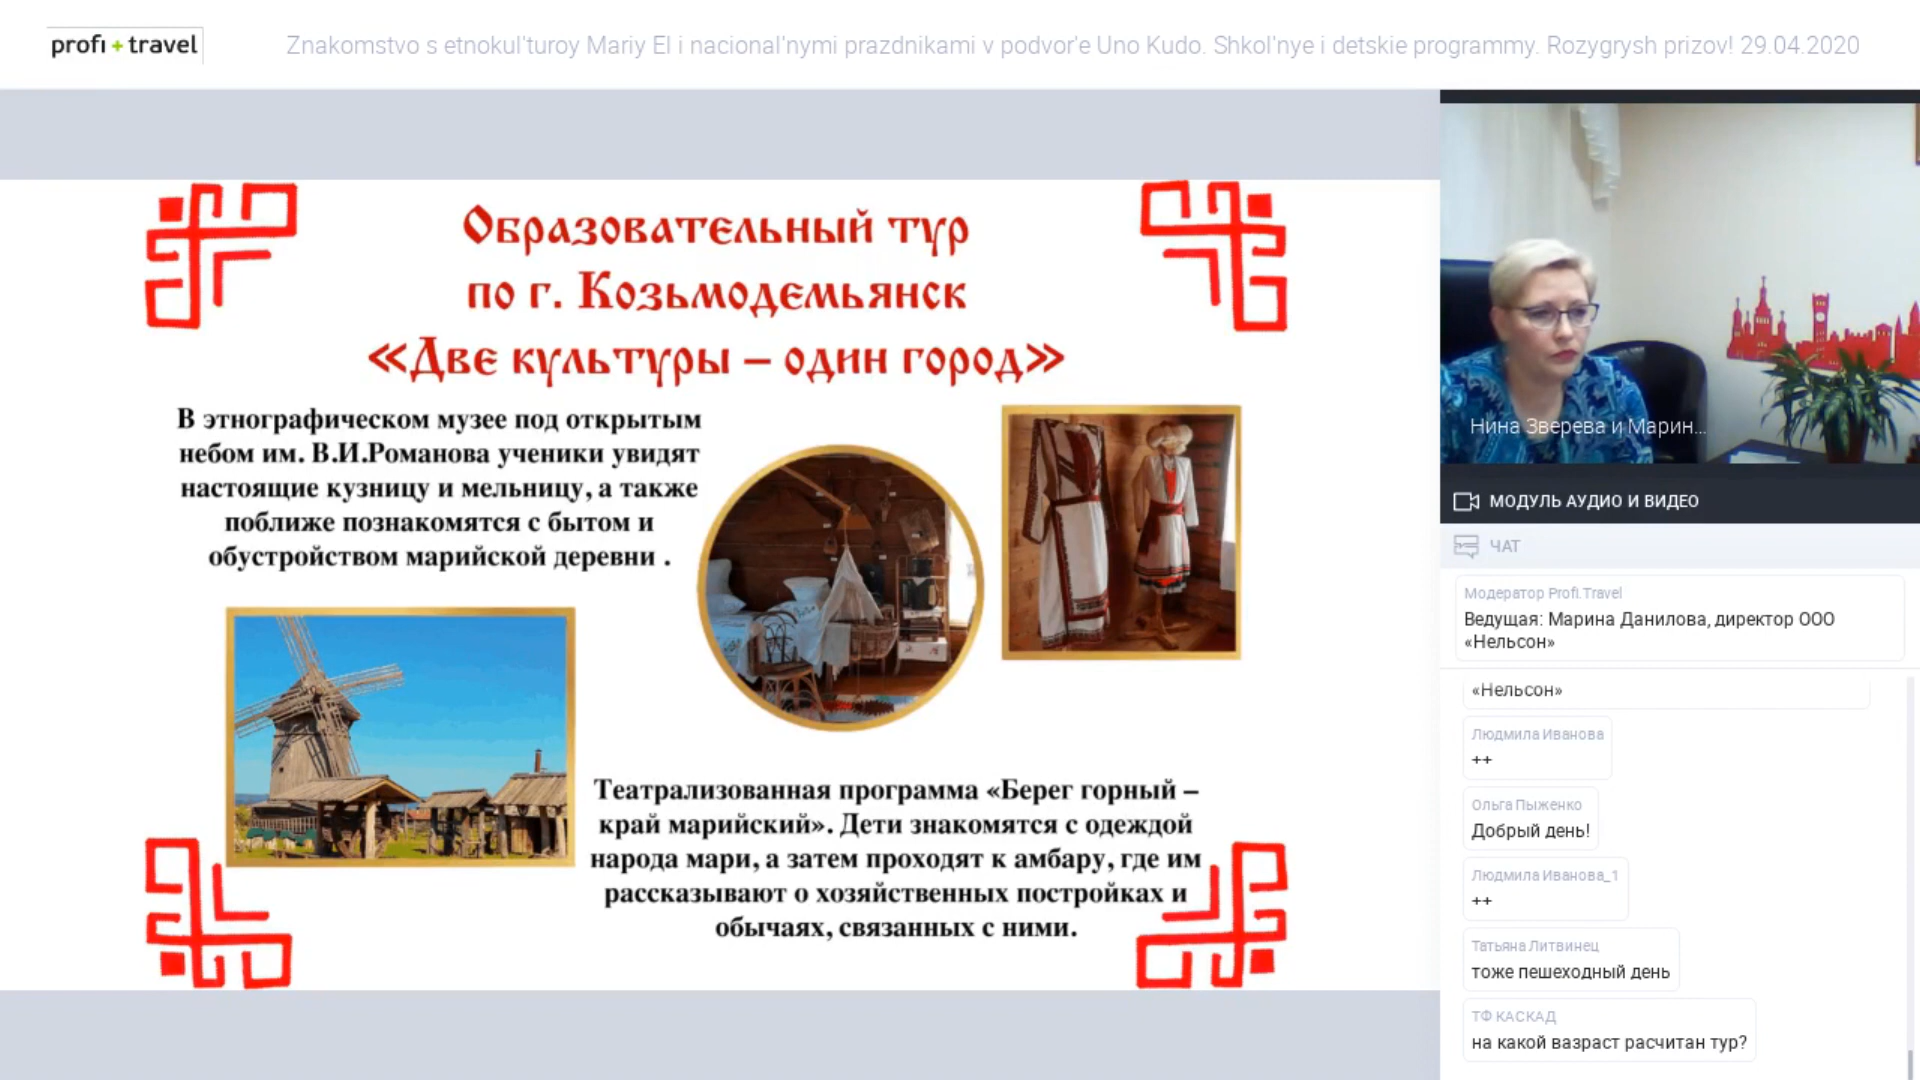 profi + travel
Znakomstvo s etnokul'turoy Mariy El i nacional'nymi prazdnikami v podvor'e Uno Kudo. Shkol'nye i detskie programmy. Rozygrysh prizov! 29.04.2020
Образовательный тур
по г. Козьмодемьянск
«Две культуры – один город»
В этнографическом музее под открытым
небом им. В.И.Романова ученики увидят
настоящие кузницу и мельницу, а также
поближе познакомятся с бытом и
обустройством марийской деревни .
Театрализованная программа «Берег горный –
край марийский». Дети знакомятся с одеждой
народа мари, а затем проходят к амбару, где им
рассказывают о хозяйственных постройках и
обычаях, связанных с ними.
Нина Зверева и Марин...
МОДУЛЬ АУДИО И ВИДЕО
ЧАТ
Модератор Profi.Travel
Ведущая: Марина Данилова, директор ООО
«Нельсон»
«Нельсон»
Людмила Иванова
++
Ольга Пыженко
Добрый день!
Людмила Иванова_1
++
Татьяна Литвинец
тоже пешеходный день
ТФ КАСКАД
на какой вазраст расчитан тур?